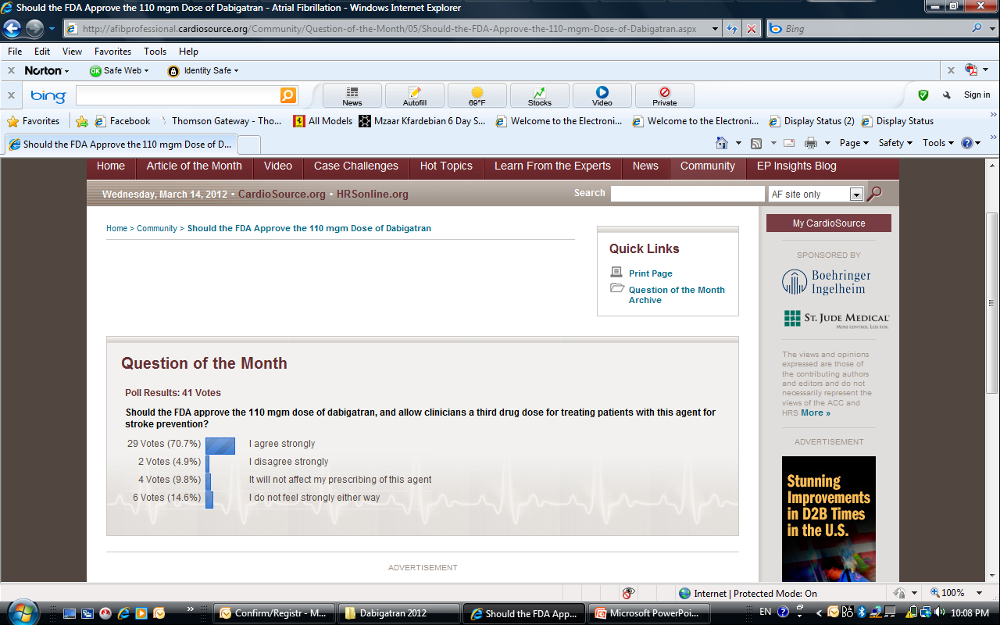 Should the FDA Approve the 110 mgm Dose of Dabigatran - Atrial Fibrillation - Windows Internet Explorer
http://afibprofessional.cardiosource.org/Community/Question-of-the-Month/05/Should-the-FDA-Approve-the-110-mgm-Dose-of-Dabigatran.aspx
Bing
File Edit View Favorites Tools Help
Norton OK Safe Web Identity Safe
bing News Autofill 69°F Stocks Video Private Sign in
Favorites Facebook Thomson Gateway - Tho... All Models Mzaar Kfardebian 6 Day S... Welcome to the Electroni... Welcome to the Electroni... Display Status (2) Display Status
Should the FDA Approve the 110 mgm Dose of D...
Page Safety Tools
Home Article of the Month Video Case Challenges Hot Topics Learn From the Experts News Community EP Insights Blog
Wednesday, March 14, 2012 • CardioSource.org • HRSonline.org
Search AF site only
Home > Community > Should the FDA Approve the 110 mgm Dose of Dabigatran
Quick Links
Print Page
Question of the Month
Archive
Question of the Month
Poll Results: 41 Votes
Should the FDA approve the 110 mgm dose of dabigatran, and allow clinicians a third drug dose for treating patients with this agent for
stroke prevention?
29 Votes (70.7%) I agree strongly
2 Votes (4.9%) I disagree strongly
4 Votes (9.8%) It will not affect my prescribing of this agent
6 Votes (14.6%) I do not feel strongly either way
ADVERTISEMENT
My CardioSource
SPONSORED BY
Boehringer
Ingelheim
ST. JUDE MEDICAL
MORE CONTROL. LESS RISK.
The views and opinions
expressed are those of
the contributing authors
and editors and do not
necessarily represent the
views of the ACC and
HRS More »
ADVERTISEMENT
Stunning
Improvements
in D2B Times
in the U.S.
Internet | Protected Mode: On 100%
Confirm/Registr - M... Dabigatran 2012 Should the FDA App... Microsoft PowerPoi... EN 10:08 PM